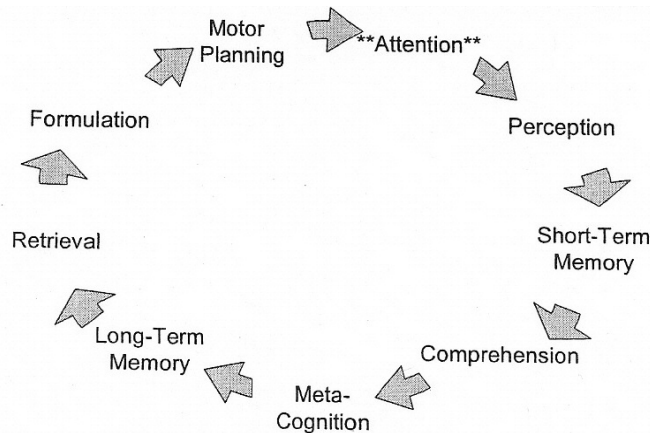 Motor
Planning
**Attention**
Perception
Short-Term
Memory
Comprehension
Meta-
Cognition
Long-Term
Memory
Retrieval
Formulation